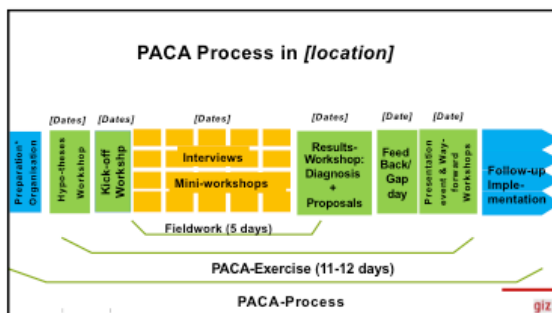 PACA Process in [location]
[Dates]
[Dates]
[Dates]
[Dates]
[Date]
[Date]
Preparation*
Organisation
Hypo-theses
Workshop
Kick-off
Workshp
Interviews
Mini-workshops
Results-
Workshop:
Diagnosis
+
Proposals
Feed
Back/
Gap
day
Presentation
event & Way-
forward
Workshops
Follow-up
Imple-
mentation
Fieldwork (5 days)
PACA-Exercise (11-12 days)
PACA-Process
giz